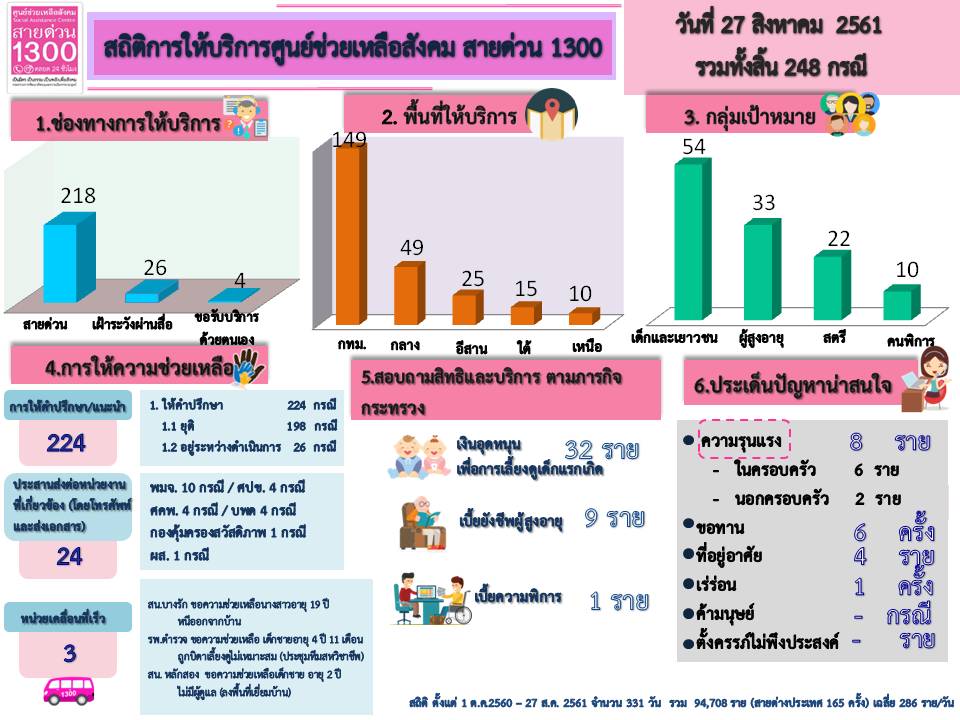 ศูนย์ช่วยเหลือสังคม
Social Assistance Centre
สายด่วน
1300
ตลอด 24 ชั่วโมง
สถิติการให้บริการศูนย์ช่วยเหลือสังคม สายด่วน 1300
วันที่ 27 สิงหาคม 2561
รวมทั้งสิ้น 248 กรณี
1.ช่องทางการให้บริการ
218
26
4
สายด่วน
เฝ้าระวังผ่านสื่อ
ขอรับบริการ
ด้วยตนเอง
2. พื้นที่ให้บริการ
149
49
25
15
10
กทม.
กลาง
อีสาน
ใต้
เหนือ
3. กลุ่มเป้าหมาย
54
33
22
10
เด็กและเยาวชน
ผู้สูงอายุ
สตรี
คนพิการ
4.การให้ความช่วยเหลือ
การให้คำปรึกษา/แนะนำ
224
1. ให้คำปรึกษา 224 กรณี
1.1 ยุติ 198 กรณี
1.2 อยู่ระหว่างดำเนินการ 26 กรณี
ประสานส่งต่อหน่วยงาน
ที่เกี่ยวข้อง (โดยโทรศัพท์
และส่งเอกสาร)
24
พมจ. 10 กรณี / ศปข. 4 กรณี
ศคพ. 4 กรณี / บพด 4 กรณี
กองคุ้มครองสวัสดิภาพ 1 กรณี
ผส. 1 กรณี
หน่วยเคลื่อนที่เร็ว
3
1300
สน.บางรัก ขอความช่วยเหลือนางสาวอายุ 19 ปี
หนีออกจากบ้าน
รพ.ตำรวจ ขอความช่วยเหลือ เด็กชายอายุ 4 ปี 11 เดือน
ถูกบิดาเลี้ยงดูไม่เหมาะสม (ประชุมทีมสหวิชาชีพ)
สน. หลักสอง ขอความช่วยเหลือเด็กชาย อายุ 2 ปี
ไม่มีผู้ดูแล (ลงพื้นที่เยี่ยมบ้าน)
5.สอบถามสิทธิและบริการ ตามภารกิจ
กระทรวง
เงินอุดหนุน
เพื่อการเลี้ยงดูเด็กแรกเกิด
32 ราย
เบี้ยยังชีพผู้สูงอายุ 9 ราย
เบี้ยความพิการ 1 ราย
6.ประเด็นปัญหาน่าสนใจ
ความรุนแรง 8 ราย
- ในครอบครัว 6 ราย
- นอกครอบครัว 2 ราย
ขอทาน 6 ครั้ง
ที่อยู่อาศัย 4 ราย
เร่ร่อน 1 ครั้ง
ค้ามนุษย์ - กรณี
ตั้งครรภ์ไม่พึงประสงค์ - ราย
สถิติ ตั้งแต่ 1 ต.ค.2560 – 27 ส.ค. 2561 จำนวน 331 วัน รวม 94,708 ราย (สายต่างประเทศ 165 ครั้ง) เฉลี่ย 286 ราย/วัน